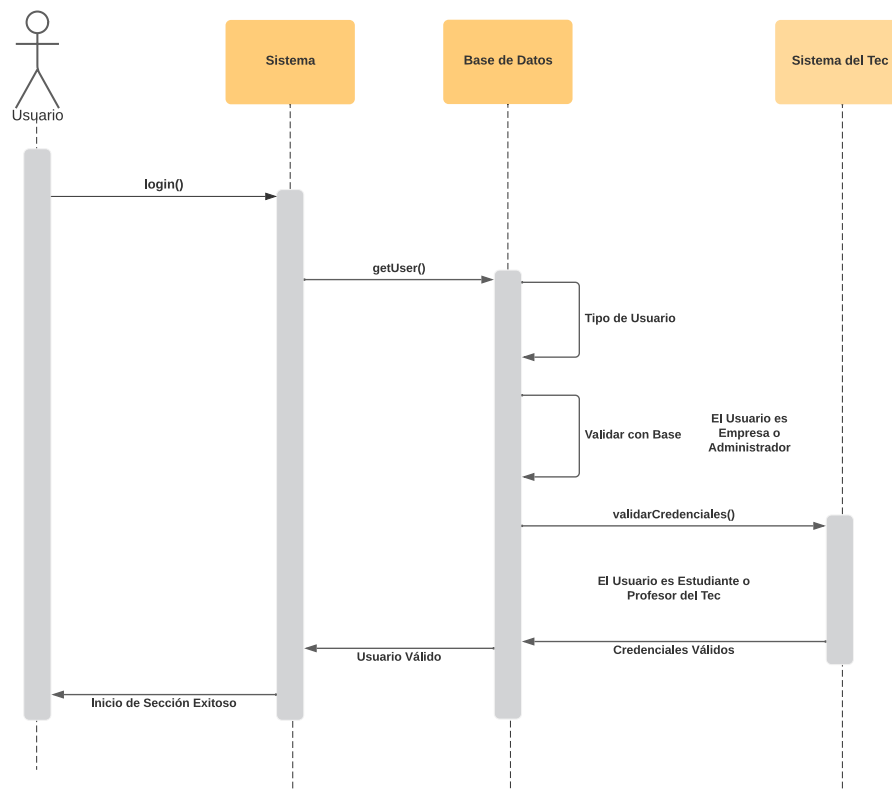 Usuario
Sistema
Base de Datos
Sistema del Tec
login()
getUser()
Tipo de Usuario
Validar con Base
El Usuario es
Empresa o
Administrador
validarCredenciales()
El Usuario es Estudiante o
Profesor del Tec
Credenciales Válidos
Usuario Válido
Inicio de Sección Exitoso